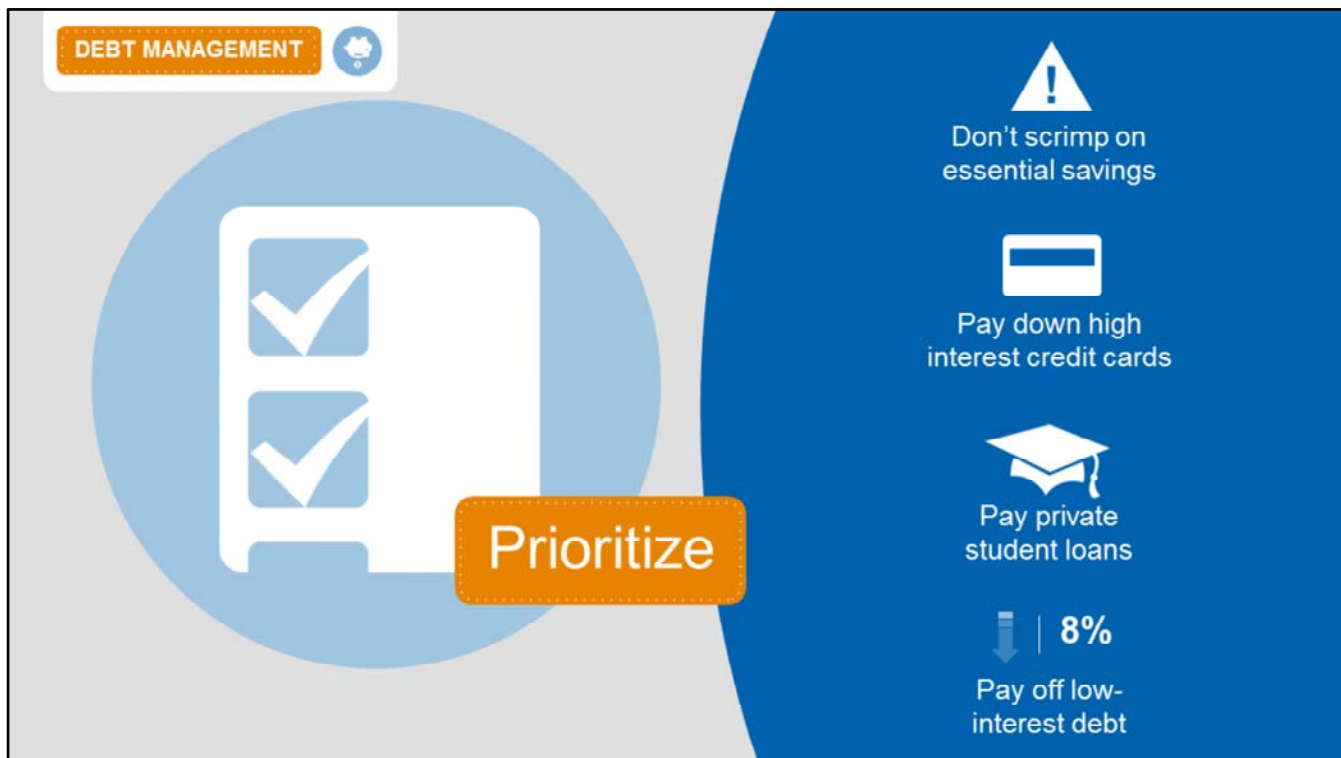 DEBT MANAGEMENT
Prioritize
!
Don’t scrimp on
essential savings
Pay down high
interest credit cards
Pay private
student loans
8%
Pay off low-
interest debt